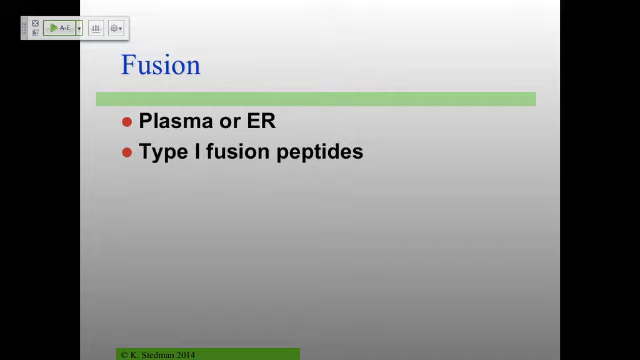 A-E
Fusion
Plasma or ER
Type I fusion peptides
© K. Stedman 2014